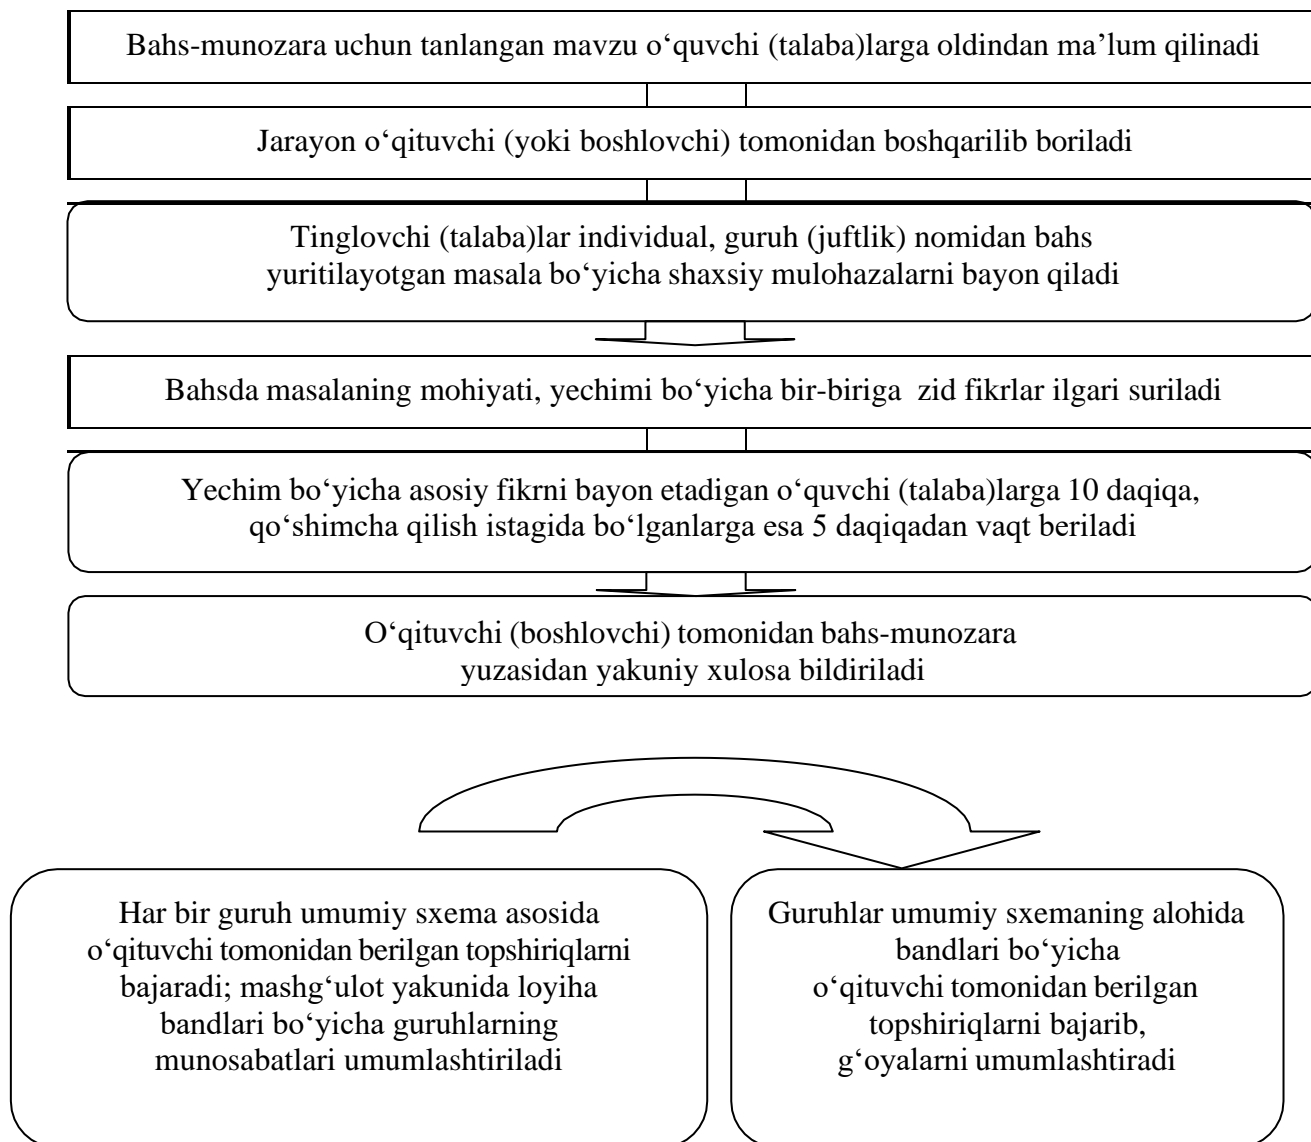 Bahs-munozara uchun tanlangan mavzu o‘quvchi (talaba)larga oldindan ma’lum qilinadi
Jarayon o‘qituvchi (yoki boshlovchi) tomonidan boshqarilib boriladi
Tinglovchi (talaba)lar individual, guruh (juftlik) nomidan bahs
yuritilayotgan masala bo‘yicha shaxsiy mulohazalarni bayon qiladi
Bahsda masalaning mohiyati, yechimi bo‘yicha bir-biriga  zid fikrlar ilgari suriladi
Yechim bo‘yicha asosiy fikrni bayon etadigan o‘quvchi (talaba)larga 10 daqiqa,
qo‘shimcha qilish istagida bo‘lganlarga esa 5 daqiqadan vaqt beriladi
O‘qituvchi (boshlovchi) tomonidan bahs-munozara
yuzasidan yakuniy xulosa bildiriladi
Har bir guruh umumiy sxema asosida
o‘qituvchi tomonidan berilgan topshiriqlarni
bajaradi; mashg‘ulot yakunida loyiha
bandlari bo‘yicha guruhlarning
munosabatlari umumlashtiriladi
Guruhlar umumiy sxemaning alohida
bandlari bo‘yicha
o‘qituvchi tomonidan berilgan
topshiriqlarni bajarib,
g‘oyalarni umumlashtiradi